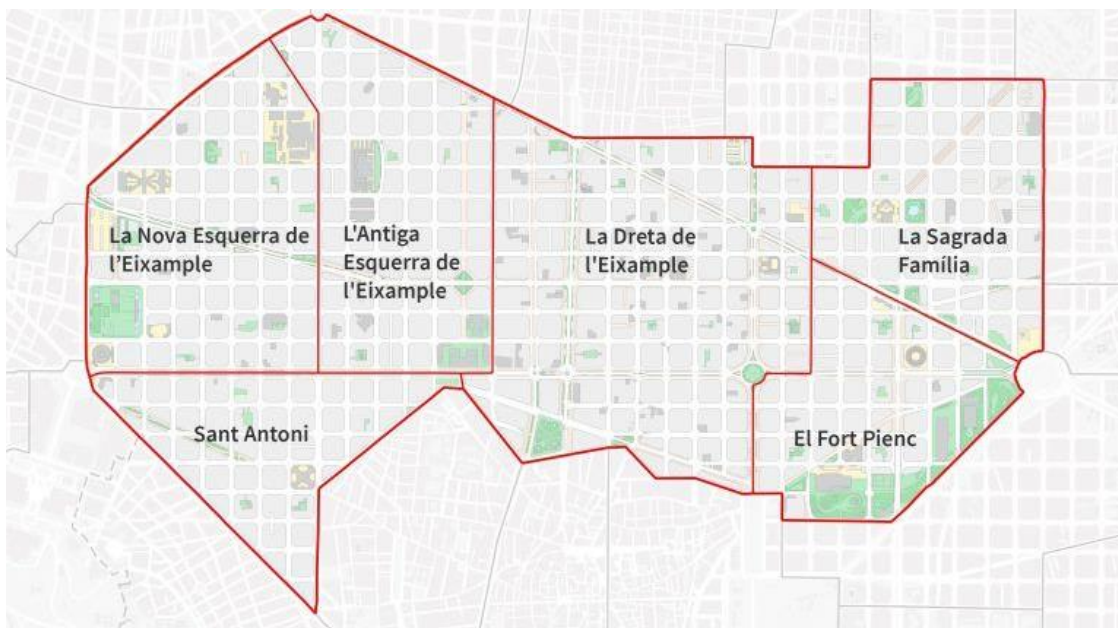 La Nova Esquerra de
l’Eixample
L'Antiga
Esquerra de
l'Eixample
La Dreta de
l'Eixample
La Sagrada
Família
Sant Antoni
El Fort Pienc